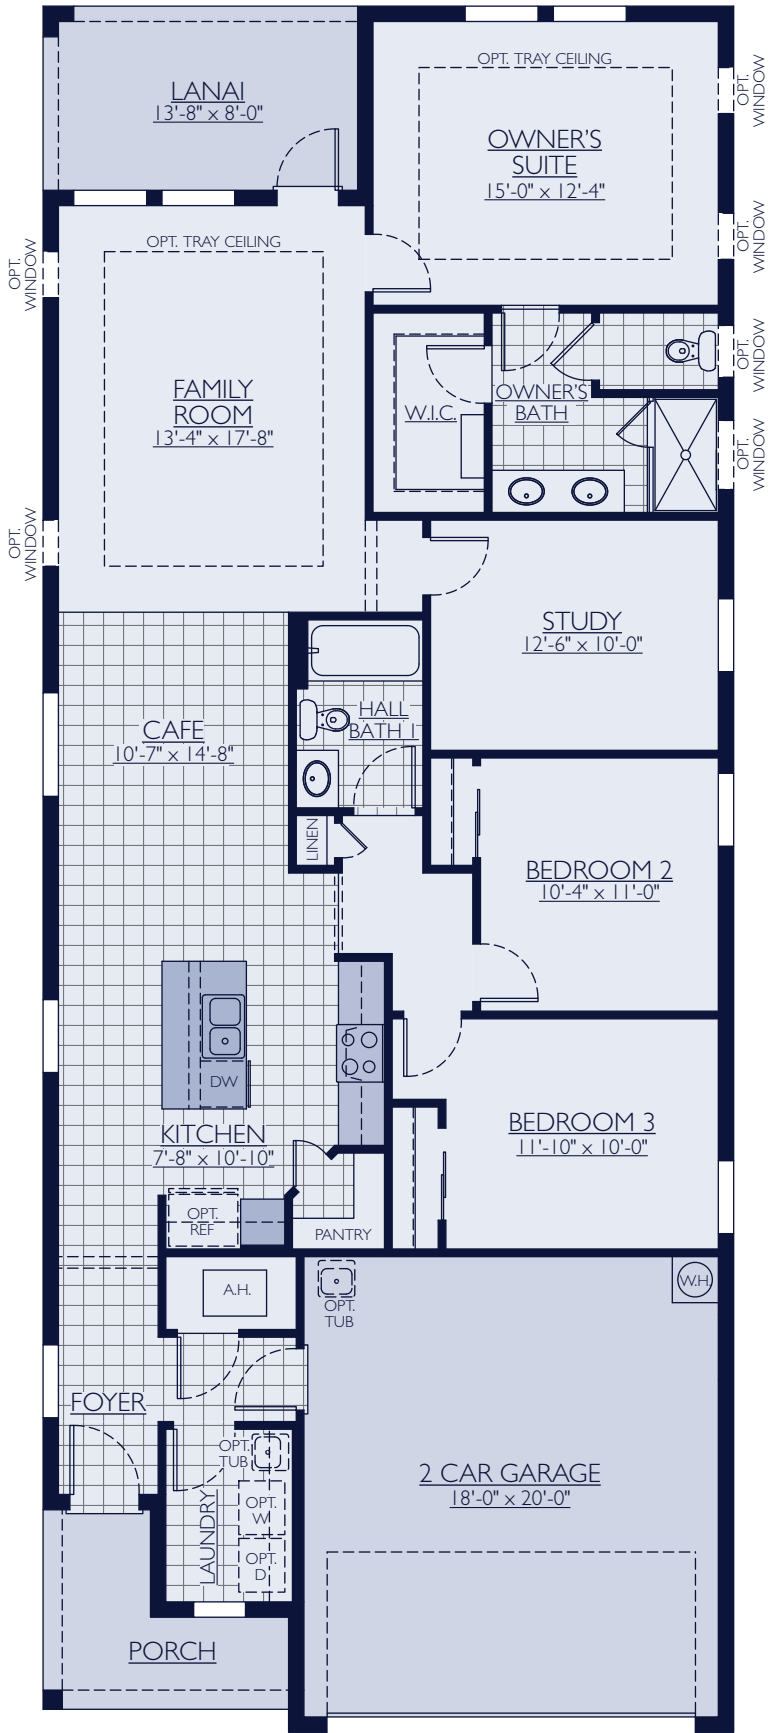 LANAI
13'-8" x 8'-0"
OPT. TRAY CEILING
OWNER'S
SUITE
15'-0" x 12'-4"
OPT.
WINDOW
OPT.
WINDOW
OPT. TRAY CEILING
OPT.
WINDOW
FAMILY
ROOM
13'-4" x 17'-8"
W.I.C.
OWNER'S
BATH
OPT.
WINDOW
OPT.
WINDOW
OPT.
WINDOW
STUDY
12'-6" x 10'-0"
CAFE
10'-7" x 14'-8"
HALL
BATH 1
LINEN
BEDROOM 2
10'-4" x 11'-0"
DW
KITCHEN
7'-8" x 10'-10"
BEDROOM 3
11'-10" x 10'-0"
OPT.
REF
PANTRY
A.H.
OPT.
TUB
W.H.
FOYER
OPT.
TUB
LAUNDRY
OPT.
W
OPT.
D
2 CAR GARAGE
18'-0" x 20'-0"
PORCH